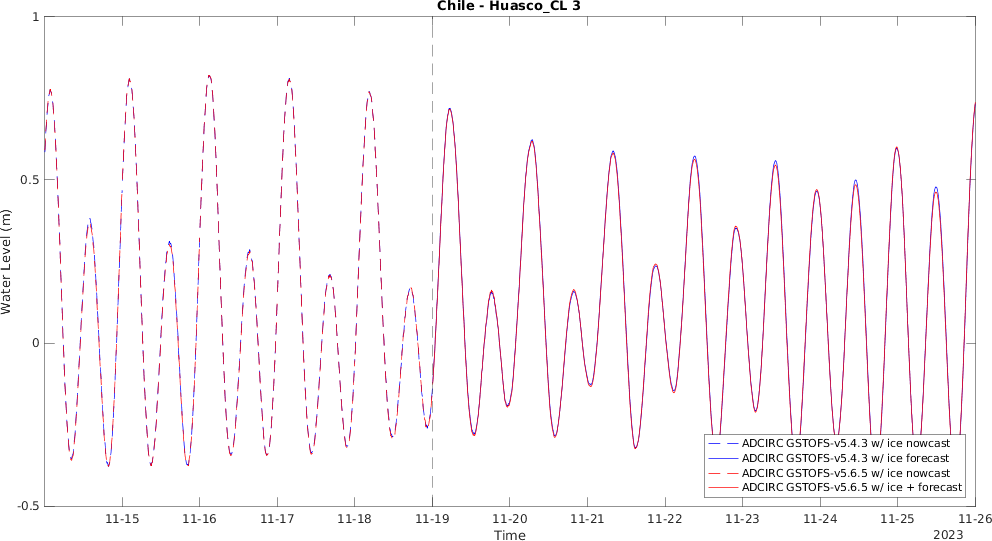 Chile - Huasco_CL 3
1
0.5
0
-0.5
Water Level (m)
ADCIRC GSTOFS-v5.4.3 w/ ice nowcast
ADCIRC GSTOFS-v5.4.3 w/ ice forecast
ADCIRC GSTOFS-v5.6.5 w/ ice nowcast
ADCIRC GSTOFS-v5.6.5 w/ ice + forecast
11-15 11-16 11-17 11-18 11-19 11-20 11-21 11-22 11-23 11-24 11-25 11-26
Time
2023